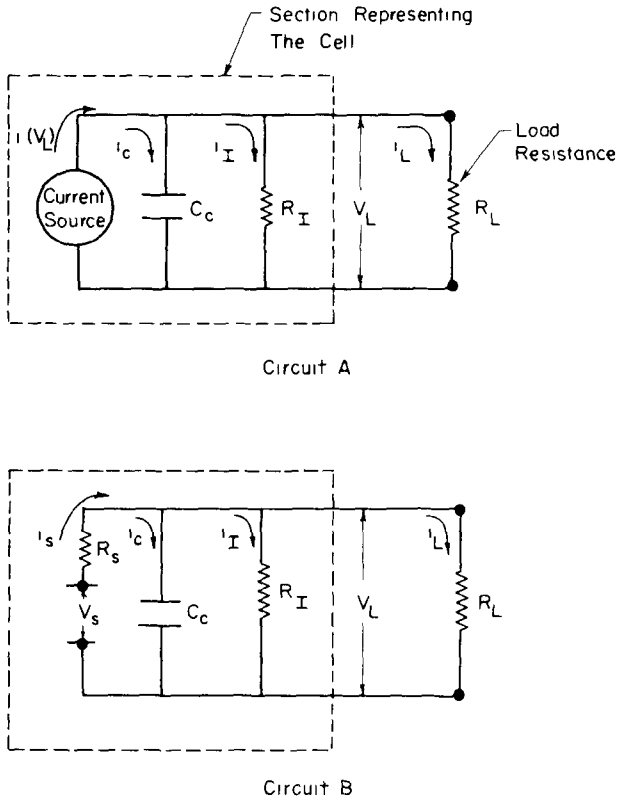 Section Representing
The Cell
I(V_L)
I_C
I_I
I_L
Load
Resistance
Current
Source
C_c
R_I
V_L
R_L
Circuit A
I_s
R_s
I_C
I_I
I_L
V_s
C_c
R_I
V_L
R_L
Circuit B